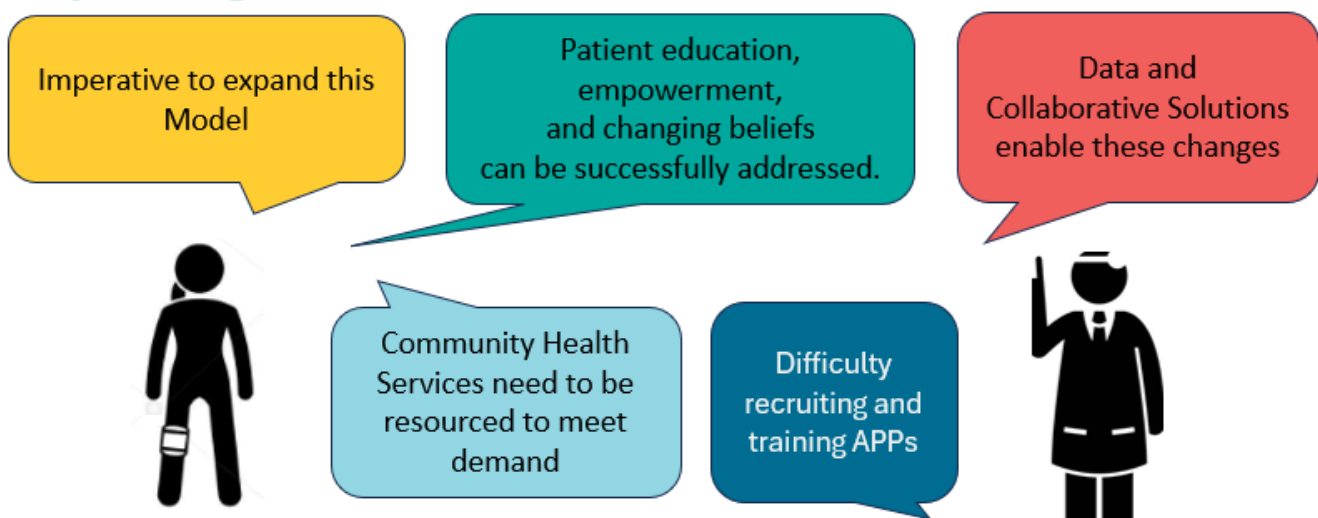 Imperative to expand this
Model
Patient education,
empowerment,
and changing beliefs
can be successfully addressed.
Data and
Collaborative Solutions
enable these changes
Community Health
Services need to be
resourced to meet
demand
Difficulty
recruiting and
training APPs